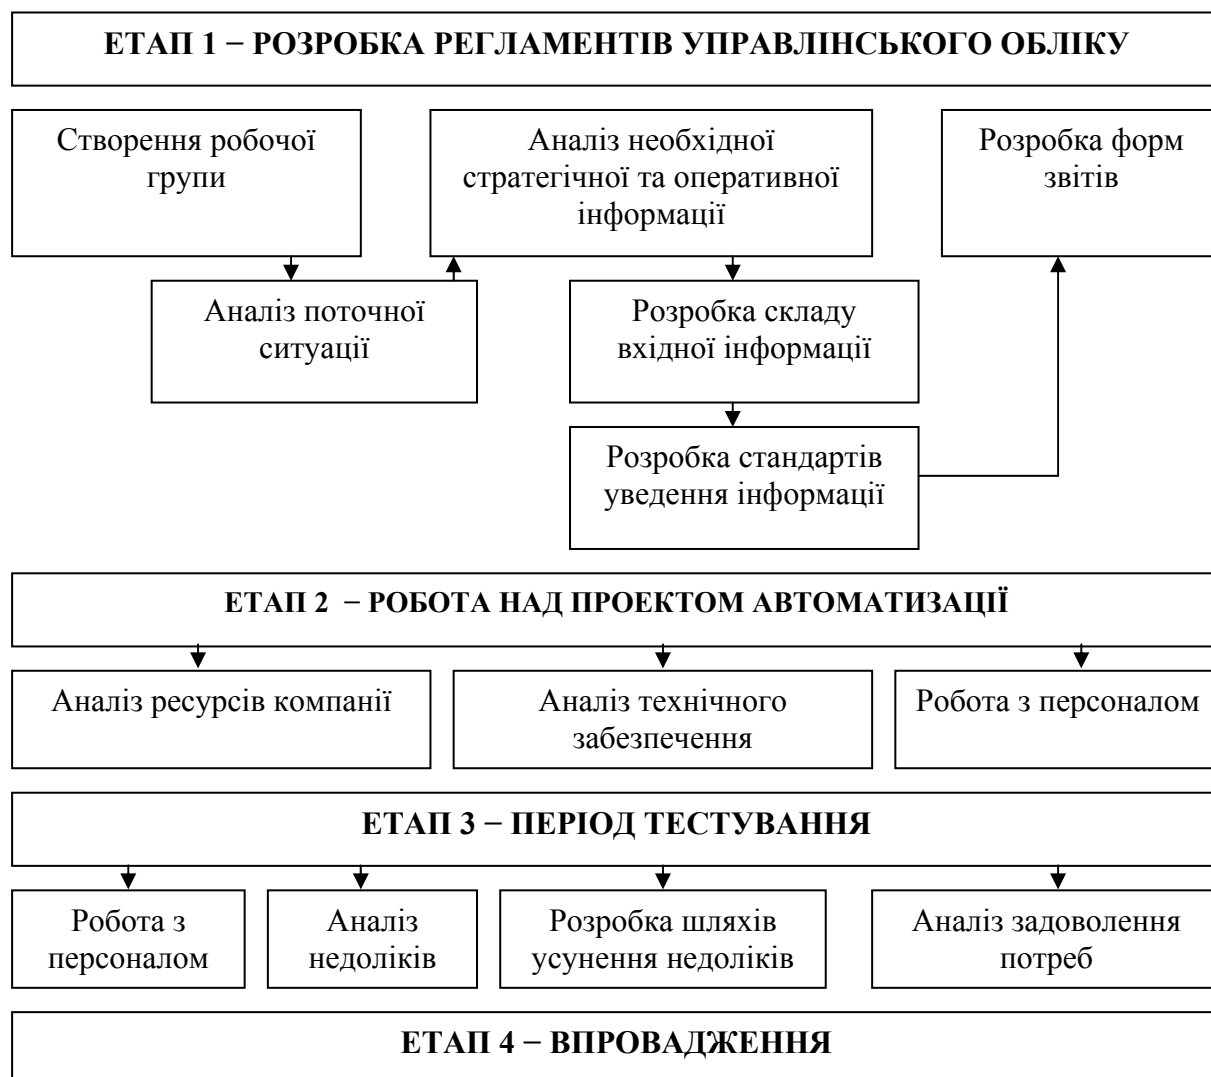 ЕТАП 1 − РОЗРОБКА РЕГЛАМЕНТІВ УПРАВЛІНСЬКОГО ОБЛІКУ
Створення робочої
групи
Аналіз необхідної
стратегічної та оперативної
інформації
Розробка форм
звітів
Аналіз поточної
ситуації
Розробка складу
вхідної інформації
Розробка стандартів
уведення інформації
ЕТАП 2 − РОБОТА НАД ПРОЕКТОМ АВТОМАТИЗАЦІЇ
Аналіз ресурсів компанії
Аналіз технічного
забезпечення
Робота з персоналом
ЕТАП 3 − ПЕРІОД ТЕСТУВАННЯ
Робота з
персоналом
Аналіз
недоліків
Розробка шляхів
усунення недоліків
Аналіз задоволення
потреб
ЕТАП 4 − ВПРОВАДЖЕННЯ